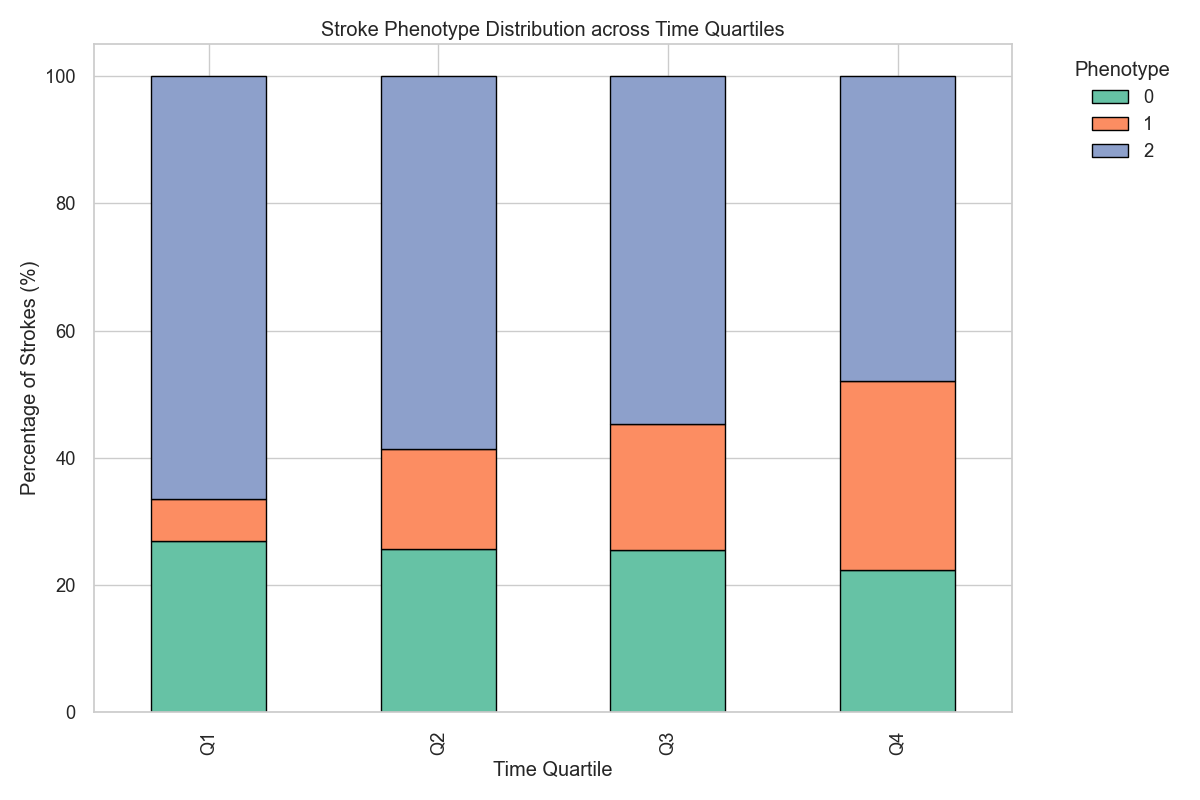 Stroke Phenotype Distribution across Time Quartiles
Phenotype
0
1
2
Percentage of Strokes (%)
100
80
60
40
20
0
Q1
Q2
Q3
Q4
Time Quartile